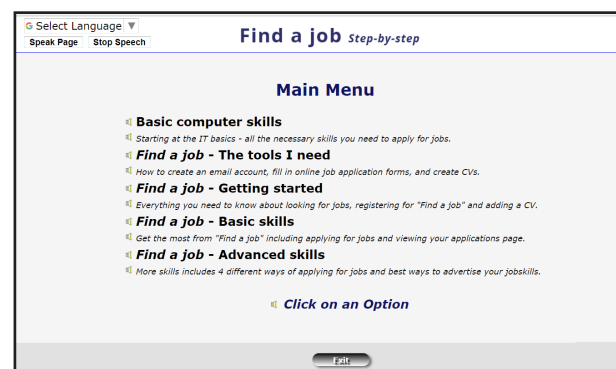 G Select Language ▼
Speak Page Stop Speech
Find a job Step-by-step
Main Menu
Basic computer skills
Starting at the IT basics - all the necessary skills you need to apply for jobs.
Find a job - The tools I need
How to create an email account, fill in online job application forms, and create CVs.
Find a job - Getting started
Everything you need to know about looking for jobs, registering for "Find a job" and adding a CV.
Find a job - Basic skills
Get the most from "Find a job" including applying for jobs and viewing your applications page.
Find a job - Advanced skills
More skills includes 4 different ways of applying for jobs and best ways to advertise your jobskills.
Click on an Option
Exit